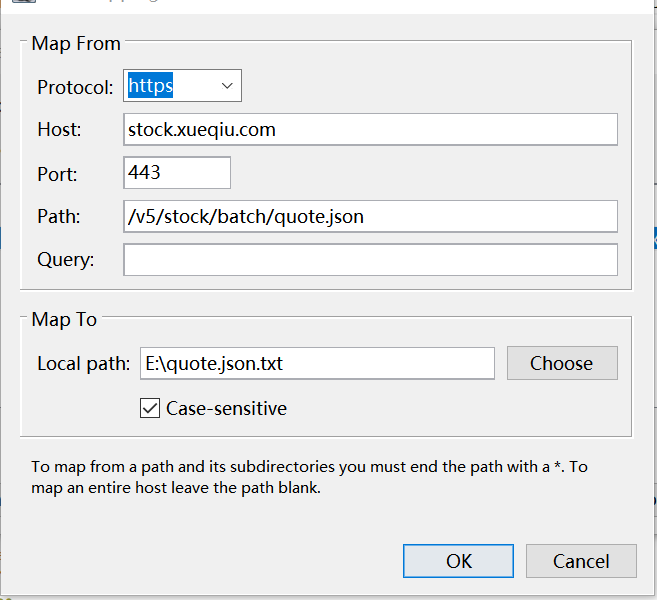 Map From
Protocol: https
Host: stock.xueqiu.com
Port: 443
Path: /v5/stock/batch/quote.json
Query:
Map To
Local path: E:\quote.json.txt Choose
Case-sensitive
To map from a path and its subdirectories you must end the path with a *. To
map an entire host leave the path blank.
OK Cancel